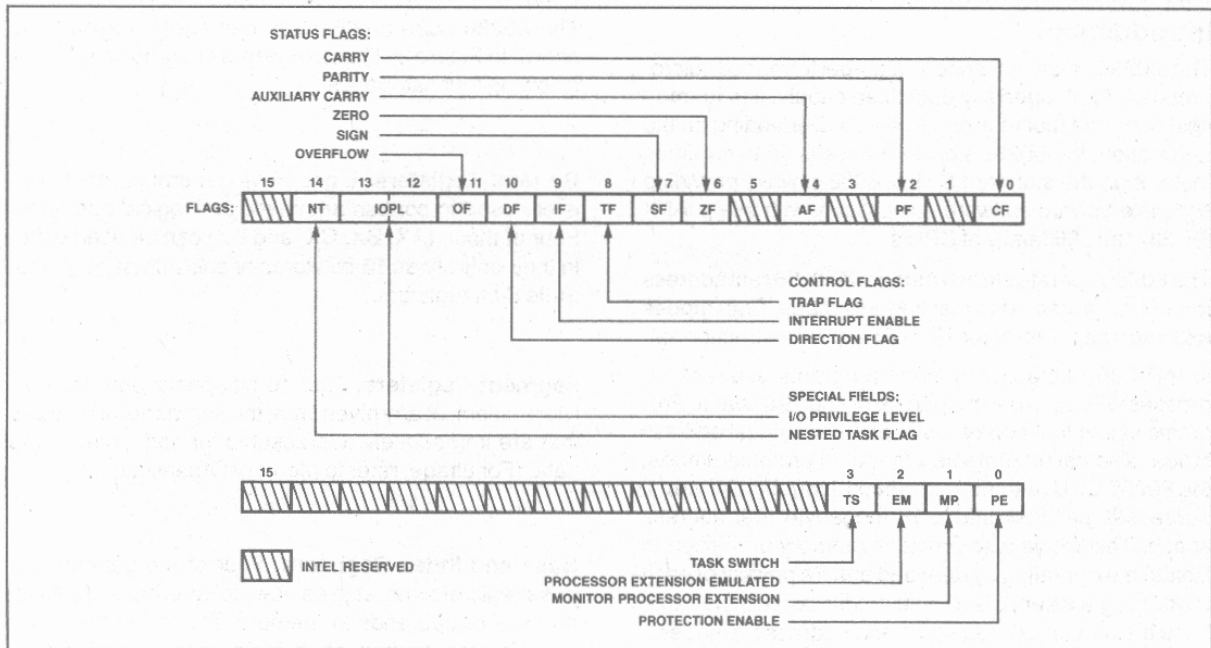 STATUS FLAGS:
CARRY
PARITY
AUXILIARY CARRY
ZERO
SIGN
OVERFLOW
15 14 13 12 11 10 9 8 7 6 5 4 3 2 1 0
FLAGS: NT IOPL OF DF IF TF SF ZF AF PF CF
CONTROL FLAGS:
TRAP FLAG
INTERRUPT ENABLE
DIRECTION FLAG
SPECIAL FIELDS:
I/O PRIVILEGE LEVEL
NESTED TASK FLAG
15 3 2 1 0
TS EM MP PE
INTEL RESERVED
TASK SWITCH
PROCESSOR EXTENSION EMULATED
MONITOR PROCESSOR EXTENSION
PROTECTION ENABLE